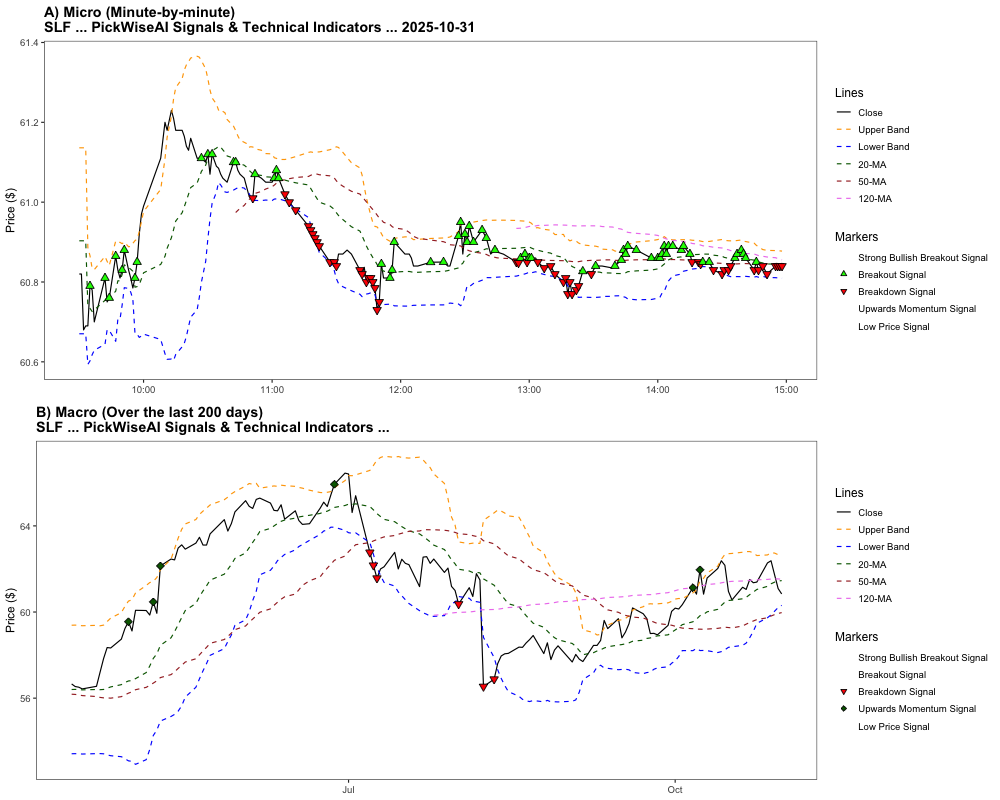 A) Micro (Minute-by-minute)
SLF ... PickWiseAI Signals & Technical Indicators ... 2025-10-31
61.4
61.2
61.0
60.8
60.6
Price ($)
10:00
11:00
12:00
13:00
14:00
15:00
Lines
Close
Upper Band
Lower Band
20-MA
50-MA
120-MA
Markers
Strong Bullish Breakout Signal
Breakout Signal
Breakdown Signal
Upwards Momentum Signal
Low Price Signal
B) Macro (Over the last 200 days)
SLF ... PickWiseAI Signals & Technical Indicators ...
64
60
56
Price ($)
Jul
Oct
Lines
Close
Upper Band
Lower Band
20-MA
50-MA
120-MA
Markers
Strong Bullish Breakout Signal
Breakout Signal
Breakdown Signal
Upwards Momentum Signal
Low Price Signal